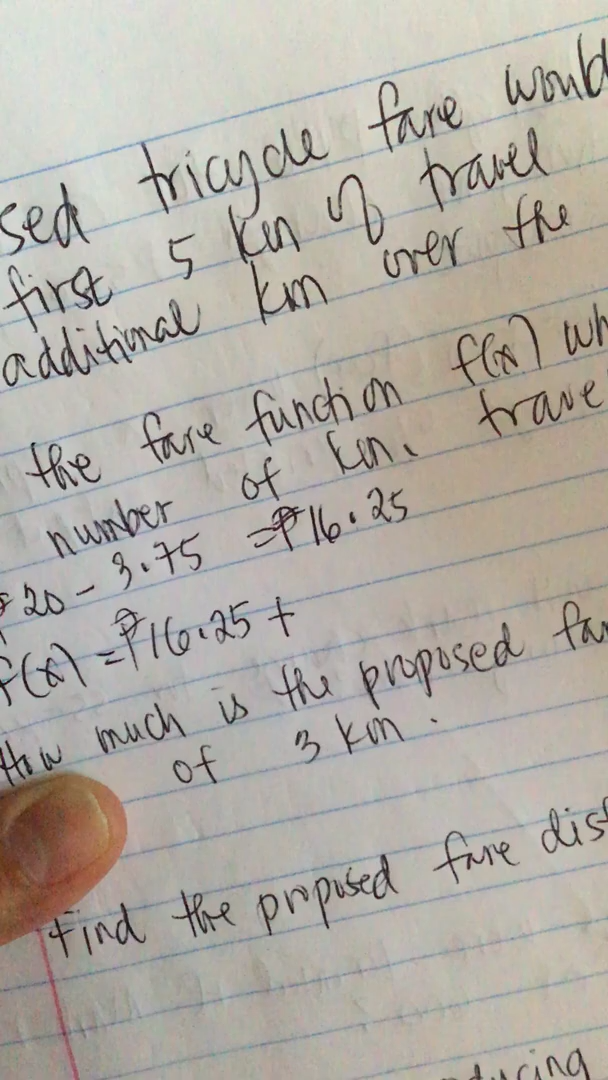 sed tricycle fare would
first 5 km of travel
additional km over the
the fare function f(x) wh
number of km. trave
₱20 - 3.75 = ₱16.25
f(x) = ₱16.25 +
How much is the proposed fa
of 3 km.
Find the proposed fare dist
ducing